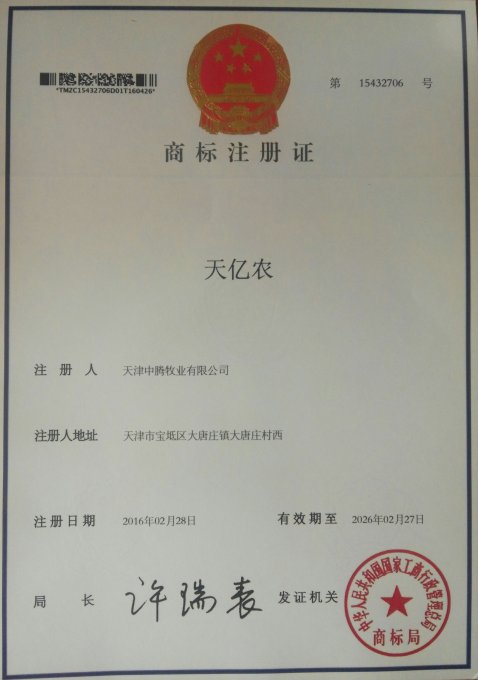 *TMZC15432706D01T160426*
第 15432706 号
商标注册证
天亿农
注册人 天津中腾牧业有限公司
注册人地址 天津市宝坻区大唐庄镇大唐庄村西
注册日期 2016年02月28日 有效期至 2026年02月27日
局长 许瑞表 发证机关
中华人民共和国国家工商行政管理总局
商标局